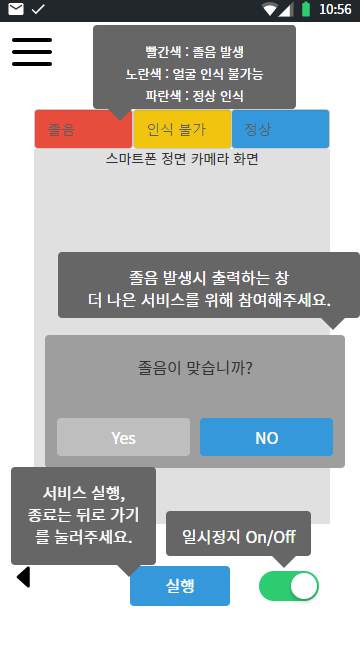 10:56
빨간색 : 졸음 발생
노란색 : 얼굴 인식 불가능
파란색 : 정상 인식
졸음 인식 불가 정상
스마트폰 정면 카메라 화면
졸음 발생시 출력하는 창
더 나은 서비스를 위해 참여해주세요.
졸음이 맞습니까?
Yes NO
서비스 실행,
종료는 뒤로 가기
를 눌러주세요.
일시정지 On/Off
실행